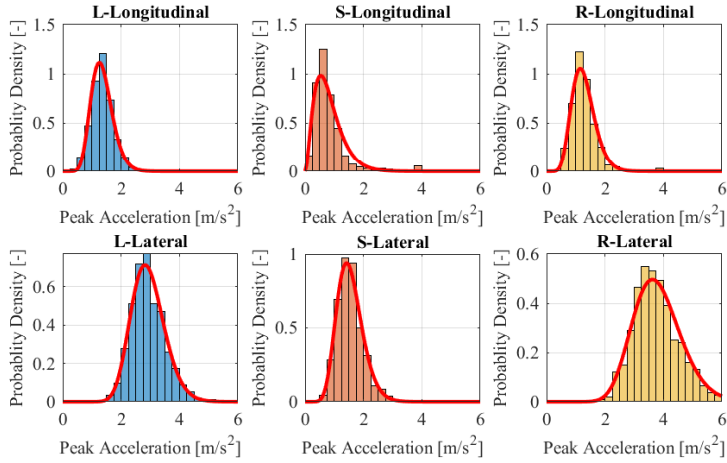 L-Longitudinal
Probablity Density [-]
1.5
1
0.5
0
0 2 4 6
Peak Acceleration [m/s²]
S-Longitudinal
Probablity Density [-]
1.5
1
0.5
0
0 2 4 6
Peak Acceleration [m/s²]
R-Longitudinal
Probablity Density [-]
1.5
1
0.5
0
0 2 4 6
Peak Acceleration [m/s²]
L-Lateral
Probablity Density [-]
0.6
0.4
0.2
0
0 2 4 6
Peak Acceleration [m/s²]
S-Lateral
Probablity Density [-]
1
0.5
0
0 2 4 6
Peak Acceleration [m/s²]
R-Lateral
Probablity Density [-]
0.6
0.4
0.2
0
0 2 4 6
Peak Acceleration [m/s²]